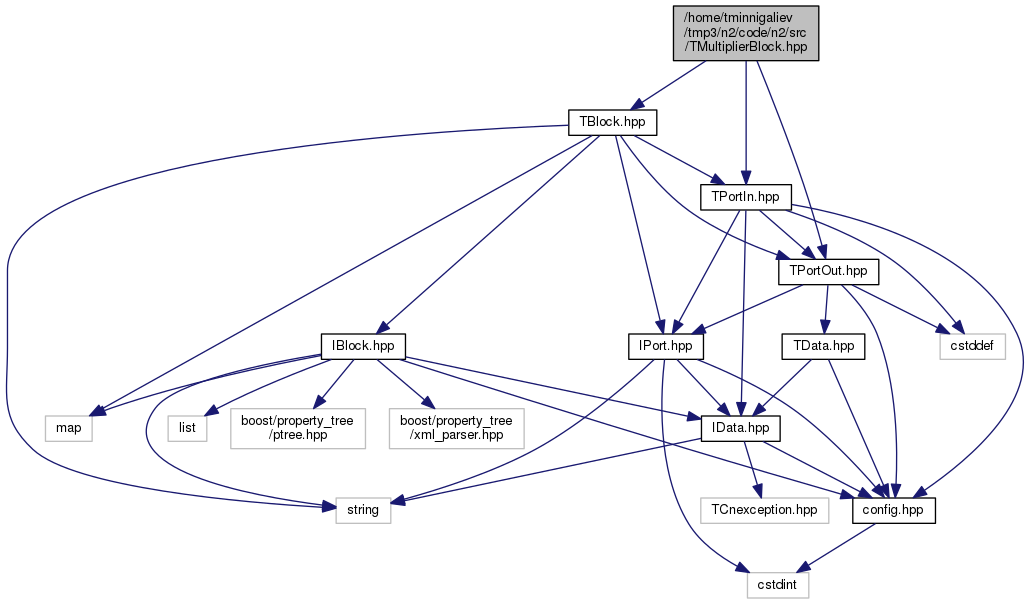 /home/tminnigaliev
/tmp3/n2/code/n2/src
/TMultiplierBlock.hpp
TBlock.hpp
TPortIn.hpp
TPortOut.hpp
IBlock.hpp
IPort.hpp
TData.hpp
cstddef
map
list
boost/property_tree
/ptree.hpp
boost/property_tree
/xml_parser.hpp
IData.hpp
string
TCnexception.hpp
config.hpp
cstdint